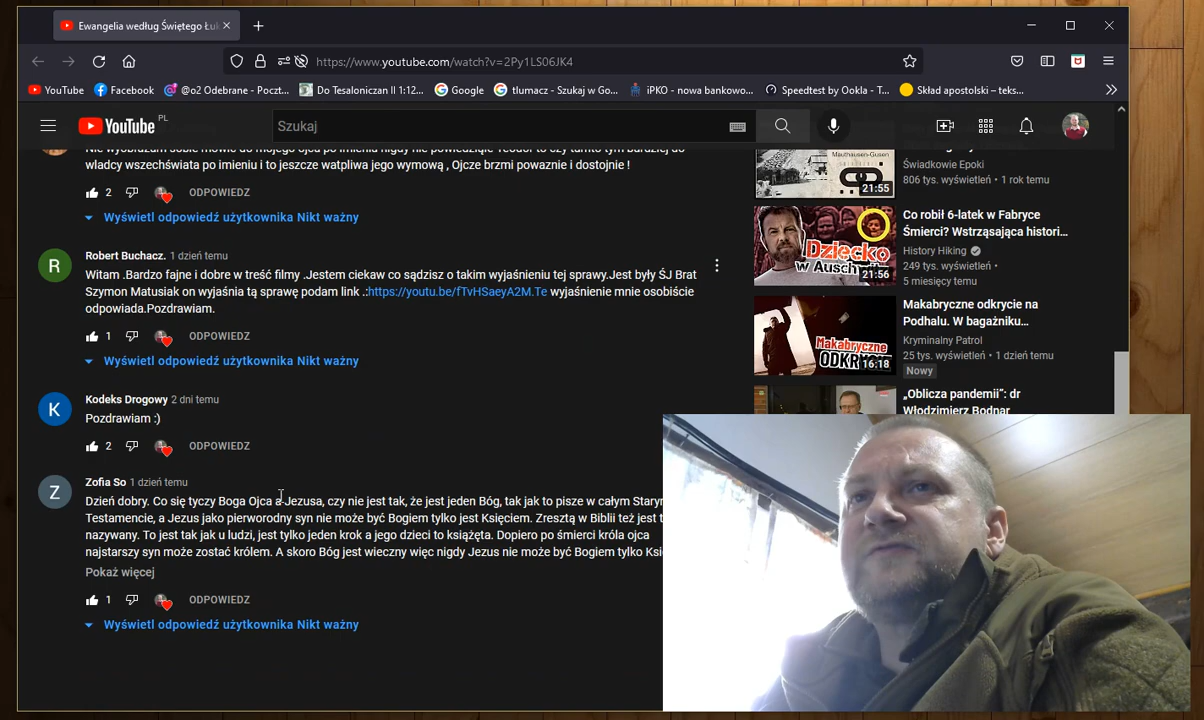 Ewangelia według Świętego Łuk
https://www.youtube.com/watch?v=2Py1LS06JK4
YouTube
Facebook
@o2 Odebrane - Poczt...
Do Tesaloniczan II 1:12...
Google
tłumacz - Szukaj w Go...
iPKO - nowa bankowo...
Speedtest by Ookla - T...
Skład apostolski – teks...
YouTube PL
Szukaj
władcy wszechświata po imieniu i to jeszcze watpliwa jego wymową , Ojcze brzmi powaznie i dostojnie !
2 ODPOWIEDZ
Wyświetl odpowiedź użytkownika Nikt ważny
Robert Buchacz. 1 dzień temu
Witam .Bardzo fajne i dobre w treść filmy .Jestem ciekaw co sądzisz o takim wyjaśnieniu tej sprawy.Jest były ŚJ Brat
Szymon Matusiak on wyjaśnia tą sprawę podam link .:https://youtu.be/fTvHSaeyA2M.Te wyjaśnienie mnie osobiście
odpowiada.Pozdrawiam.
1 ODPOWIEDZ
Wyświetl odpowiedź użytkownika Nikt ważny
K
Kodeks Drogowy 2 dni temu
Pozdrawiam :)
2 ODPOWIEDZ
Z
Zofia So 1 dzień temu
Dzień dobry. Co się tyczy Boga Ojca a Jezusa, czy nie jest tak, że jest jeden Bóg, tak jak to pisze w całym Starym
Testamencie, a Jezus jako pierworodny syn nie może być Bogiem tylko jest Księciem. Zresztą w Biblii też jest t
nazywany. To jest tak jak u ludzi, jest tylko jeden krok a jego dzieci to książęta. Dopiero po śmierci króla ojca
najstarszy syn może zostać królem. A skoro Bóg jest wieczny więc nigdy Jezus nie może być Bogiem tylko Ksi
Pokaż więcej
1 ODPOWIEDZ
Wyświetl odpowiedź użytkownika Nikt ważny
R
Mauthausen-Gusen
21:55
Świadkowie Epoki
806 tys. wyświetleń • 1 rok temu
Dziecko
w Auschwitz
21:56
Co robił 6-latek w Fabryce
Śmierci? Wstrząsająca histori...
History Hiking
249 tys. wyświetleń •
5 miesięcy temu
Makabryczne
ODKRYCIE
16:18
Makabryczne odkrycie na
Podhalu. W bagażniku...
Kryminalny Patrol
25 tys. wyświetleń • 1 dzień temu
Nowy
„Oblicza pandemii”: dr
Włodzimierz Bodnar